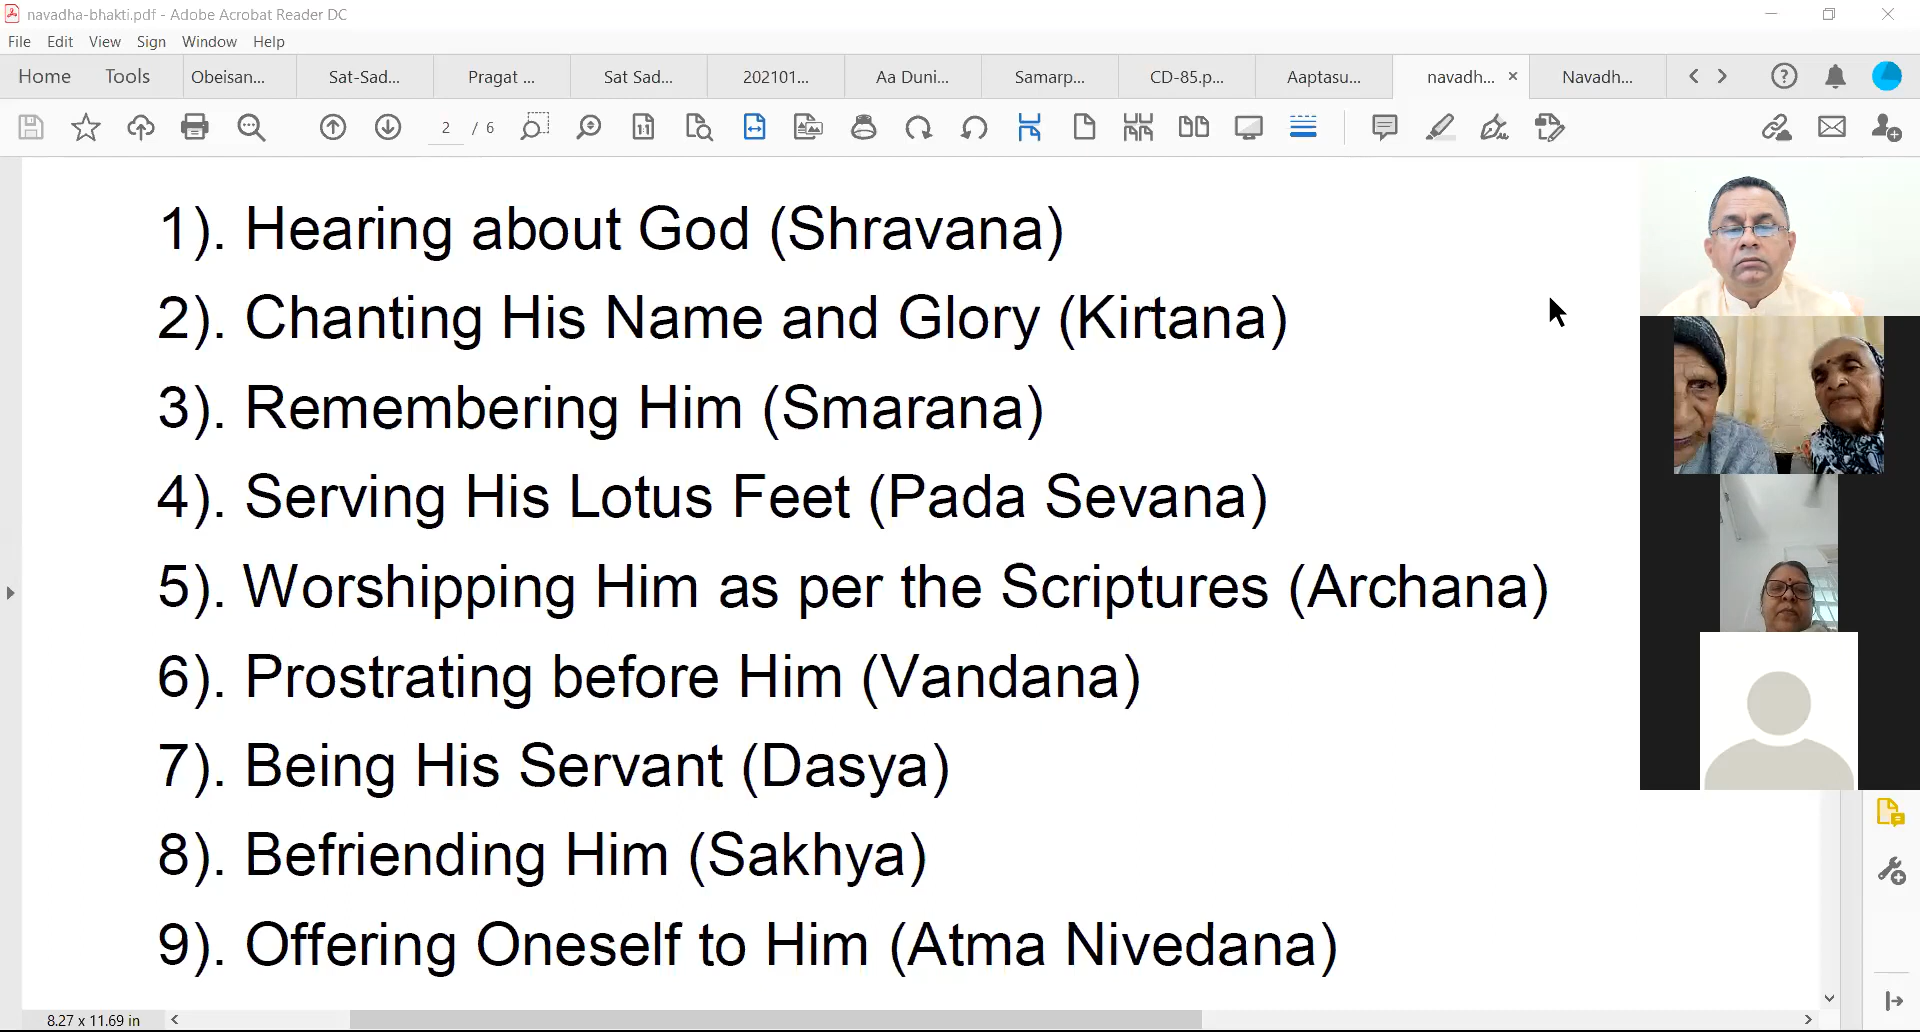 navadha-bhakti.pdf - Adobe Acrobat Reader DC
File Edit View Sign Window Help
Home Tools Obeisan... Sat-Sad... Pragat ... Sat Sad... 202101... Aa Duni... Samarp... CD-85.p... Aaptasu... navadh... × Navadh...
2 / 6
1). Hearing about God (Shravana)
2). Chanting His Name and Glory (Kirtana)
3). Remembering Him (Smarana)
4). Serving His Lotus Feet (Pada Sevana)
5). Worshipping Him as per the Scriptures (Archana)
6). Prostrating before Him (Vandana)
7). Being His Servant (Dasya)
8). Befriending Him (Sakhya)
9). Offering Oneself to Him (Atma Nivedana)
8.27 x 11.69 in